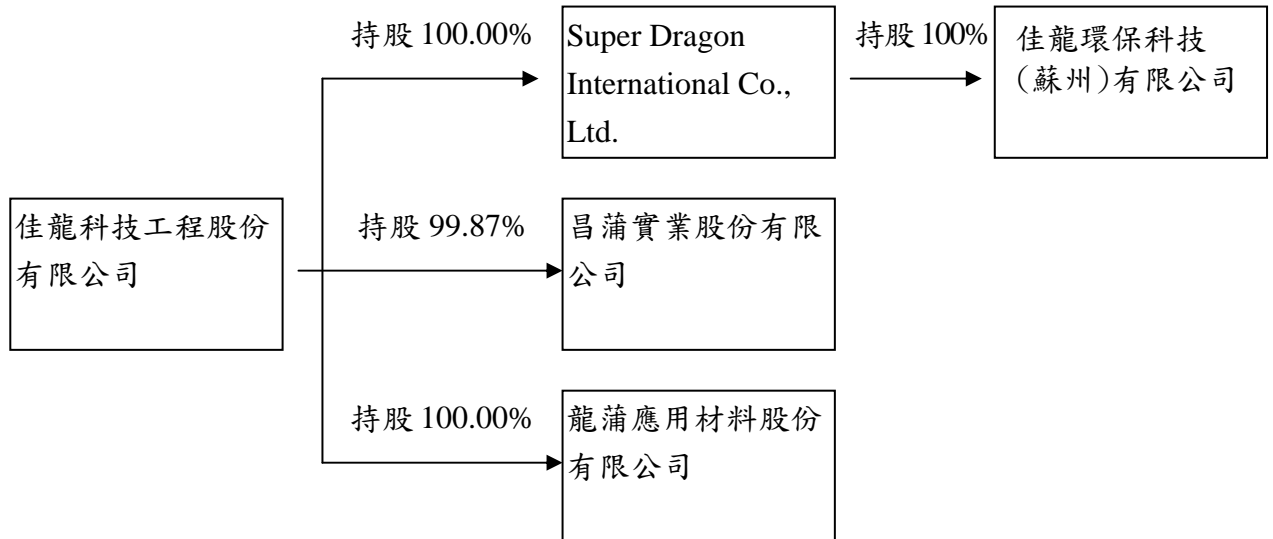 持股 100.00%
Super Dragon
International Co.,
Ltd.
持股 100%
佳龍環保科技
(蘇州)有限公司
佳龍科技工程股份
有限公司
持股 99.87%
昌蒲實業股份有限
公司
持股 100.00%
龍蒲應用材料股份
有限公司